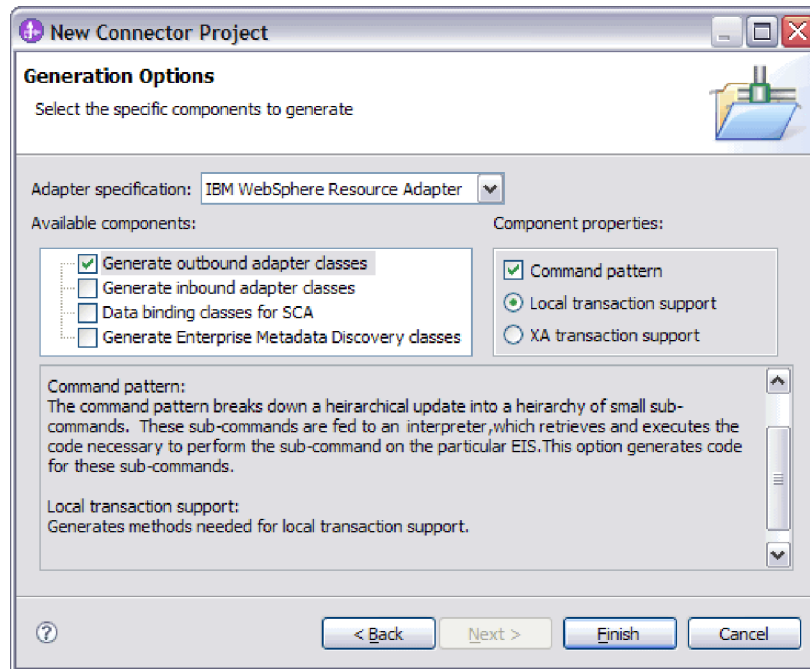 New Connector Project
Generation Options
Select the specific components to generate
Adapter specification: IBM WebSphere Resource Adapter
Available components:
Generate outbound adapter classes
Generate inbound adapter classes
Data binding classes for SCA
Generate Enterprise Metadata Discovery classes
Component properties:
Command pattern
Local transaction support
XA transaction support
Command pattern:
The command pattern breaks down a heirarchical update into a heirarchy of small sub-
commands.  These sub-commands are fed to an interpreter,which retrieves and executes the
code necessary to perform the sub-command on the particular EIS.This option generates code
for these sub-commands.
Local transaction support:
Generates methods needed for local transaction support.
?
< Back
Next >
Finish
Cancel